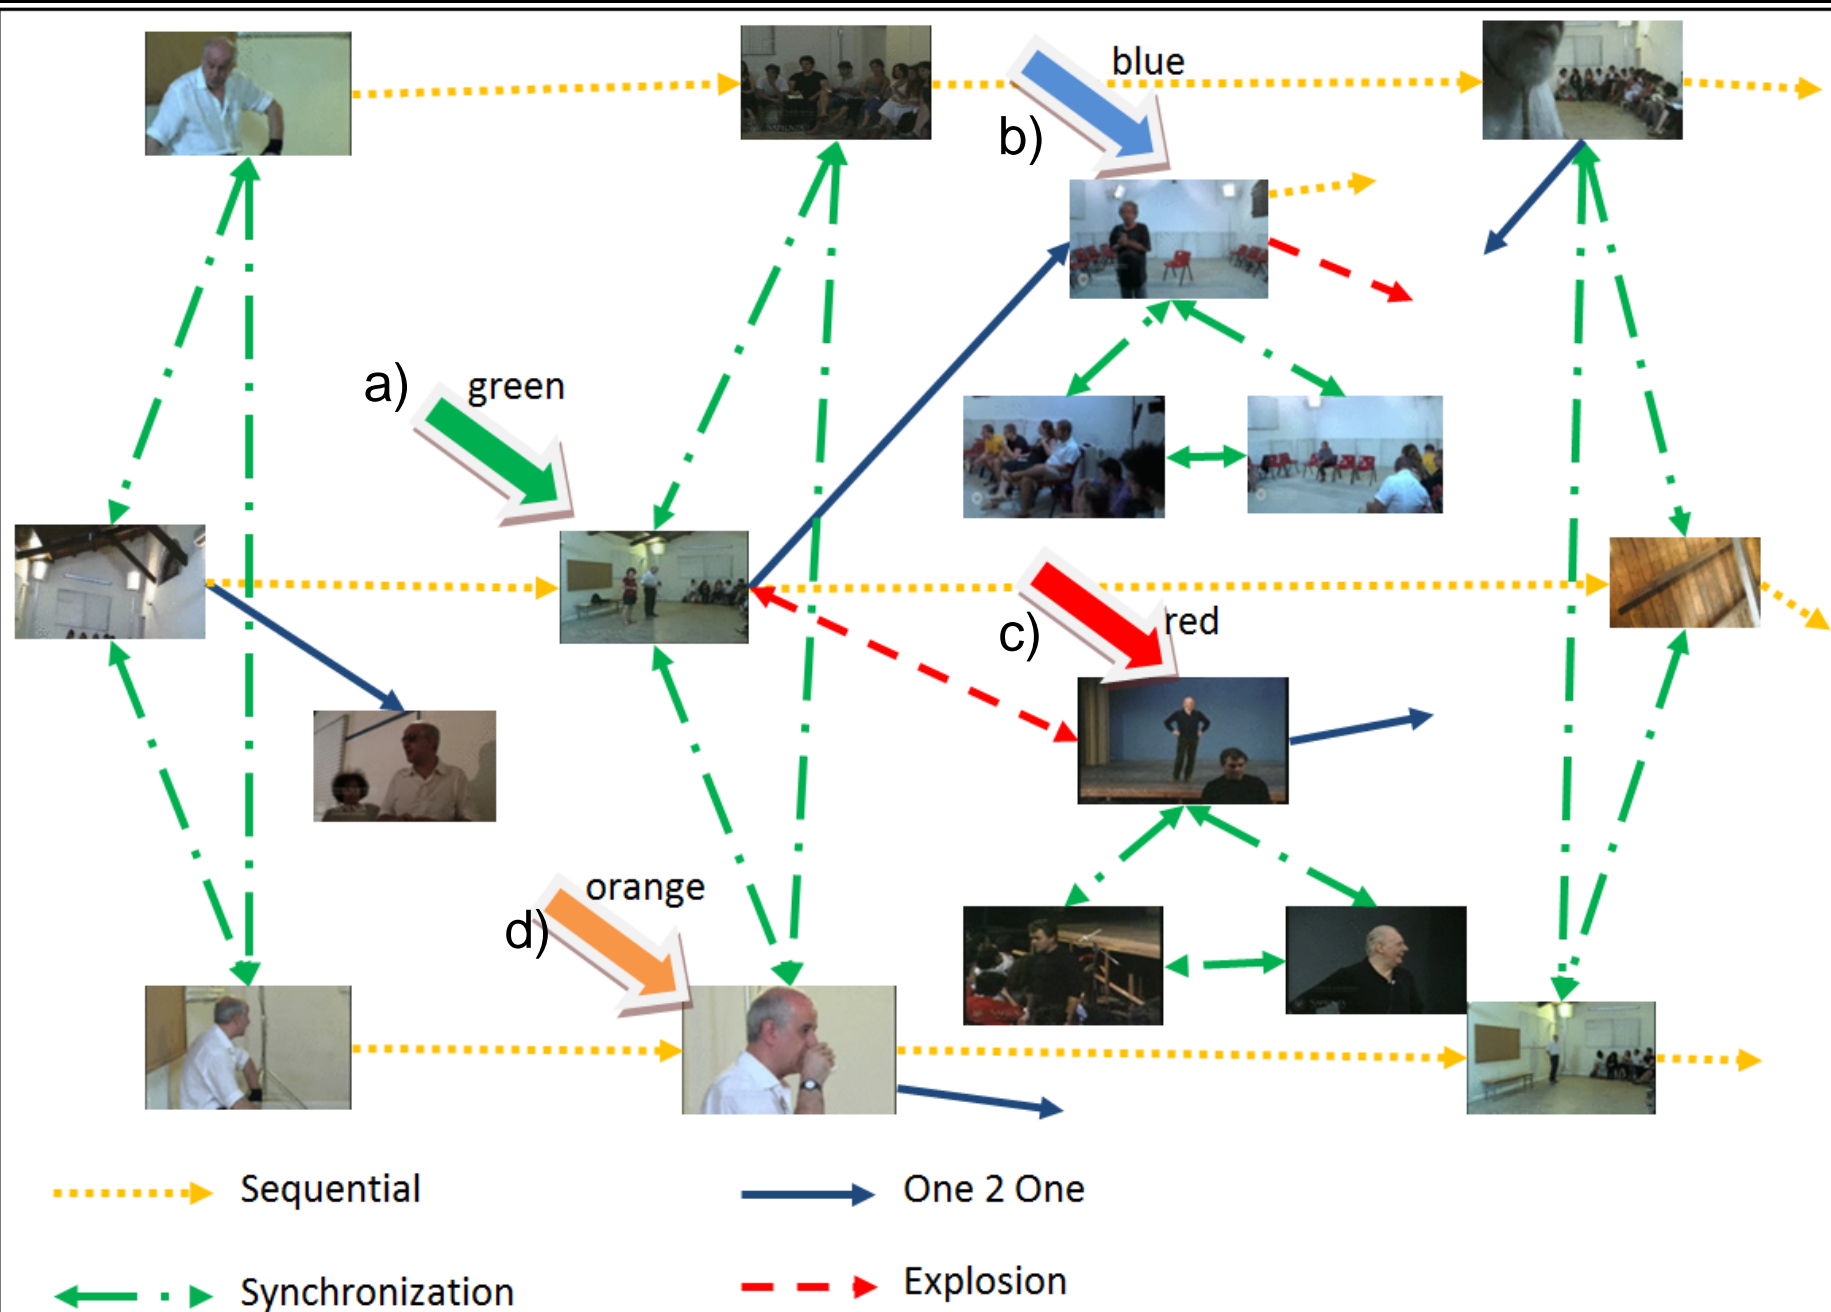 blue
b)
a)
green
c)
red
orange
d)
Sequential
One 2 One
Synchronization
Explosion